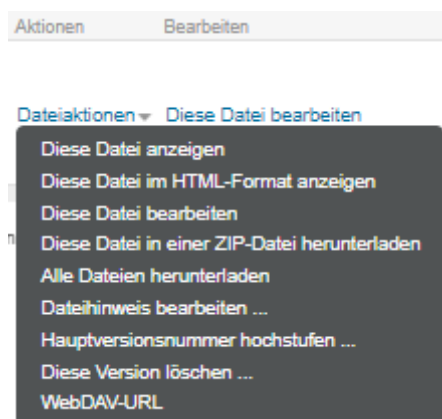 Aktionen Bearbeiten
Dateiaktionen Diese Datei bearbeiten
Diese Datei anzeigen
Diese Datei im HTML-Format anzeigen
Diese Datei bearbeiten
Diese Datei in einer ZIP-Datei herunterladen
Alle Dateien herunterladen
Dateihinweis bearbeiten ...
Hauptversionsnummer hochstufen ...
Diese Version löschen ...
WebDAV-URL